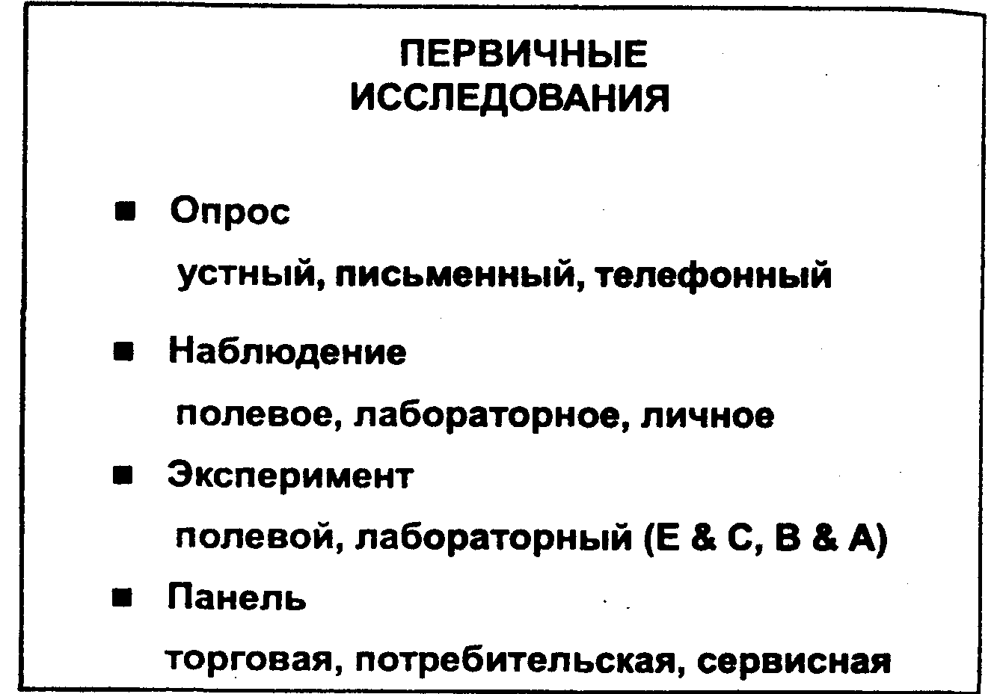 ПЕРВИЧНЫЕ
ИССЛЕДОВАНИЯ
■ Опрос
устный, письменный, телефонный
■ Наблюдение
полевое, лабораторное, личное
■ Эксперимент
полевой, лабораторный (E & C, B & A)
■ Панель
торговая, потребительская, сервисная